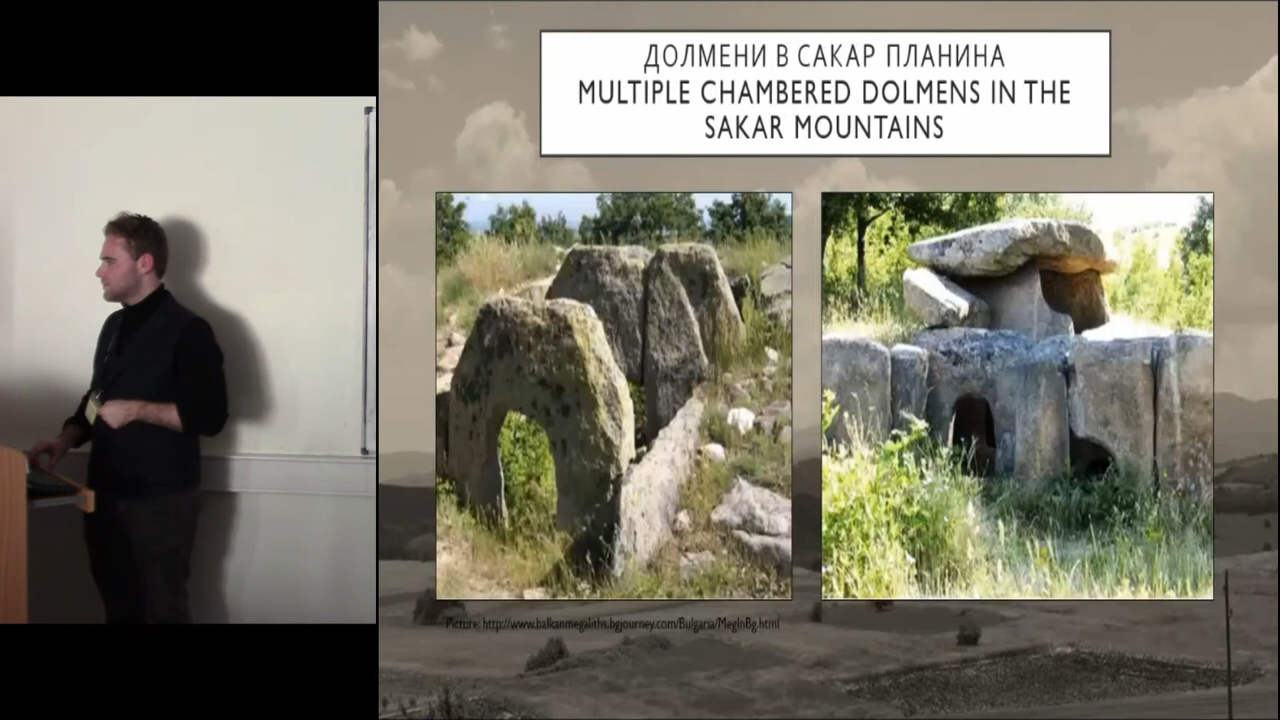 ДОЛМЕНИ В САКАР ПЛАНИНА
MULTIPLE CHAMBERED DOLMENS IN THE
SAKAR MOUNTAINS
Picture: http://www.balkanmegaliths.bgjourney.com/Bulgaria/MegInBg.html